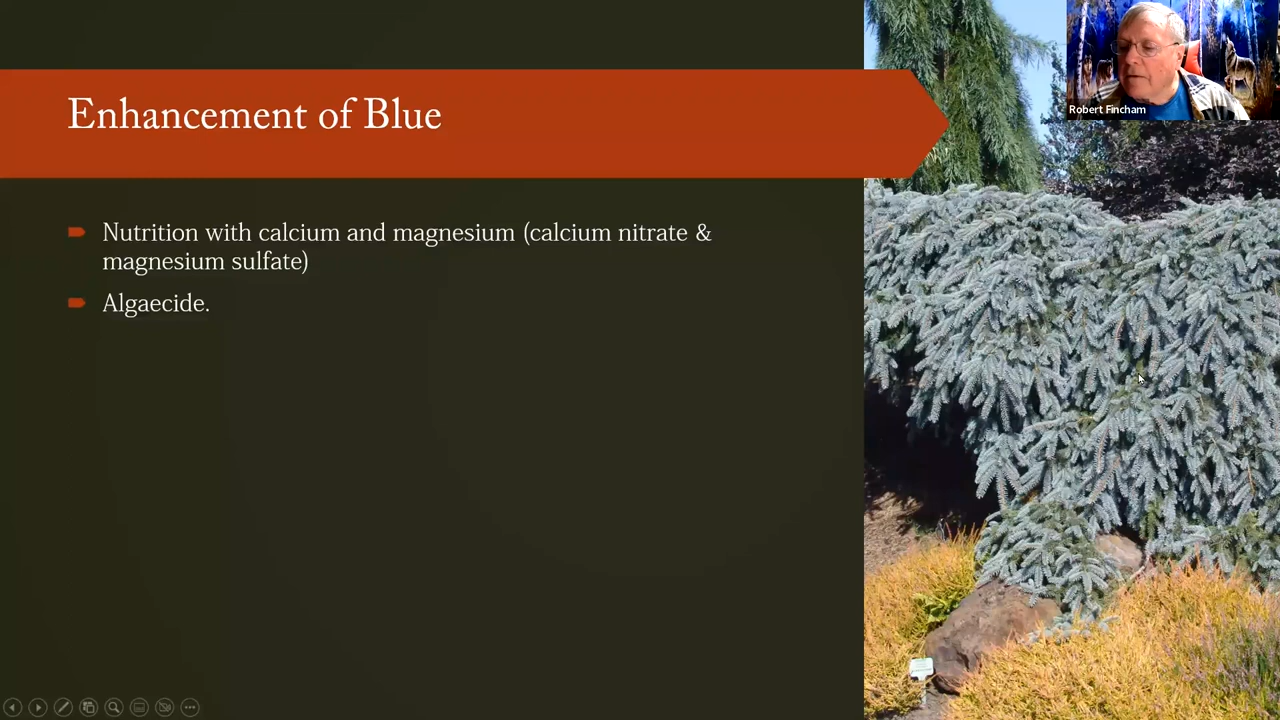 Enhancement of Blue
Robert Fincham
Nutrition with calcium and magnesium (calcium nitrate &
magnesium sulfate)
Algaecide.